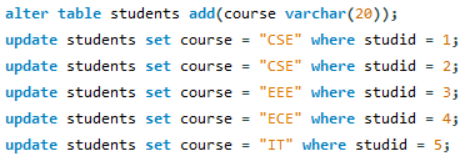 alter table students add(course varchar(20));
update students set course = "CSE" where studid = 1;
update students set course = "CSE" where studid = 2;
update students set course = "EEE" where studid = 3;
update students set course = "ECE" where studid = 4;
update students set course = "IT" where studid = 5;